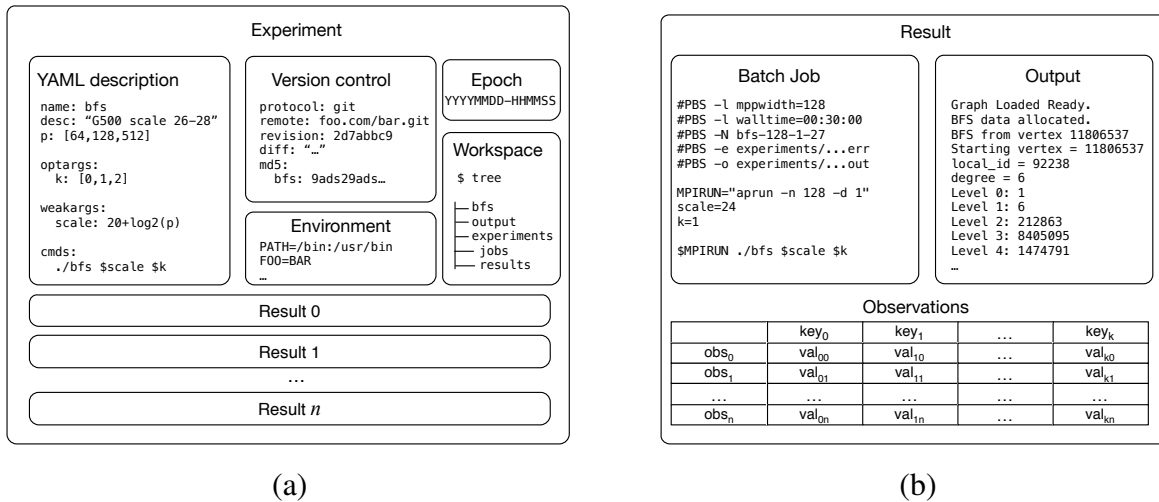 Experiment
YAML description
name: bfs
desc: “G500 scale 26-28”
p: [64,128,512]
optargs:
k: [0,1,2]
weakargs:
scale: 20+log2(p)
cmds:
./bfs $scale $k
Version control
protocol: git
remote: foo.com/bar.git
revision: 2d7abbc9
diff: “…”
md5:
bfs: 9ads29ads…
Environment
PATH=/bin:/usr/bin
FOO=BAR
…
Epoch
YYYYMMDD-HHMMSS
Workspace
$ tree
bfs
output
experiments
jobs
results
Result 0
Result 1
…
Result n
(a)
Result
Batch Job
#PBS -l mppwidth=128
#PBS -l walltime=00:30:00
#PBS -N bfs-128-1-27
#PBS -e experiments/...err
#PBS -o experiments/...out
MPIRUN="aprun -n 128 -d 1"
scale=24
k=1
$MPIRUN ./bfs $scale $k
Output
Graph Loaded Ready.
BFS data allocated.
BFS from vertex 11806537
Starting vertex = 11806537
local_id = 92238
degree = 6
Level 0: 1
Level 1: 6
Level 2: 212863
Level 3: 8405095
Level 4: 1474791
…
Observations
key0 key1 … keyk
obs0 val00 val10 … valk0
obs1 val01 val11 … valk1
… … … … …
obsn val0n val1n … valkn
(b)